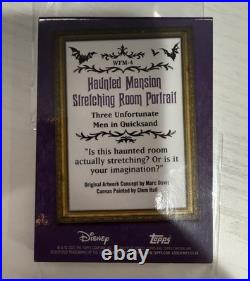 WFM-4
Haunted Mansion
Stretching Room Portrait
Three Unfortunate
Men in Quicksand
"Is this haunted room
actually stretching? Or is it
your imagination?"
Original Artwork Concept by Marc Davis
Canvas Painted by Clem Hall
Disney
Topps